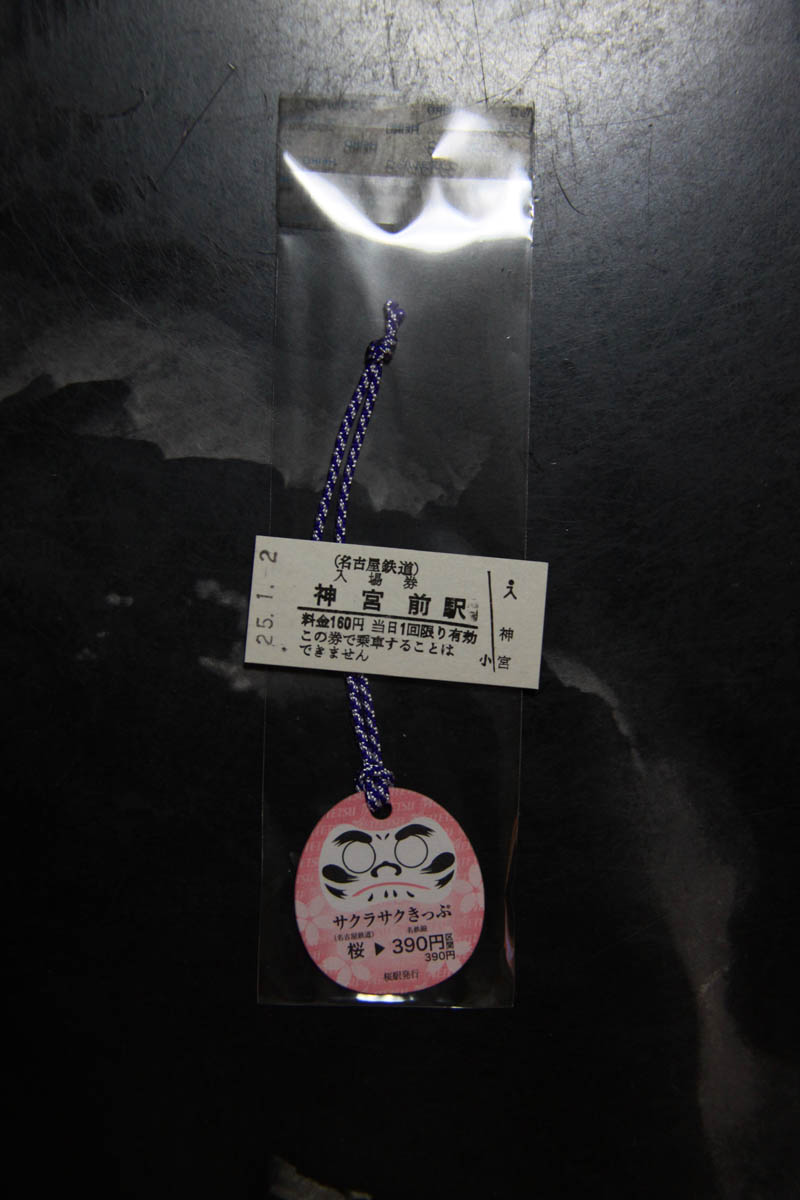 25.1.-2
(名古屋鉄道)
入場券
神宮前駅
料金160円 当日1回限り有効
この券で乗車することは
できません
小
神
宮
サクラサクきっぷ
(名古屋鉄道)
名鉄線
桜▶390円区間
390円
桜駅発行